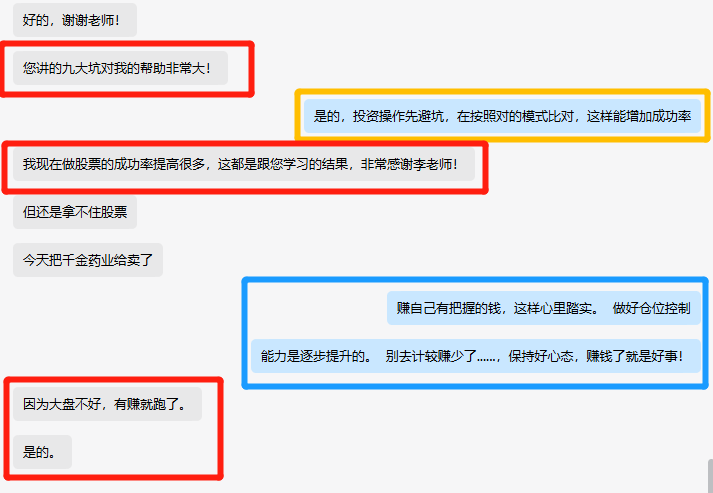 好的，谢谢老师！
您讲的九大坑对我的帮助非常大！
是的，投资操作先避坑，在按照对的模式比对，这样能增加成功率
我现在做股票的成功率提高很多，这都是跟您学习的结果，非常感谢李老师！
但还是拿不住股票
今天把千金药业给卖了
赚自己有把握的钱，这样心里踏实。 做好仓位控制
能力是逐步提升的。 别去计较赚少了......，保持好心态，赚钱了就是好事！
因为大盘不好，有赚就跑了。
是的。